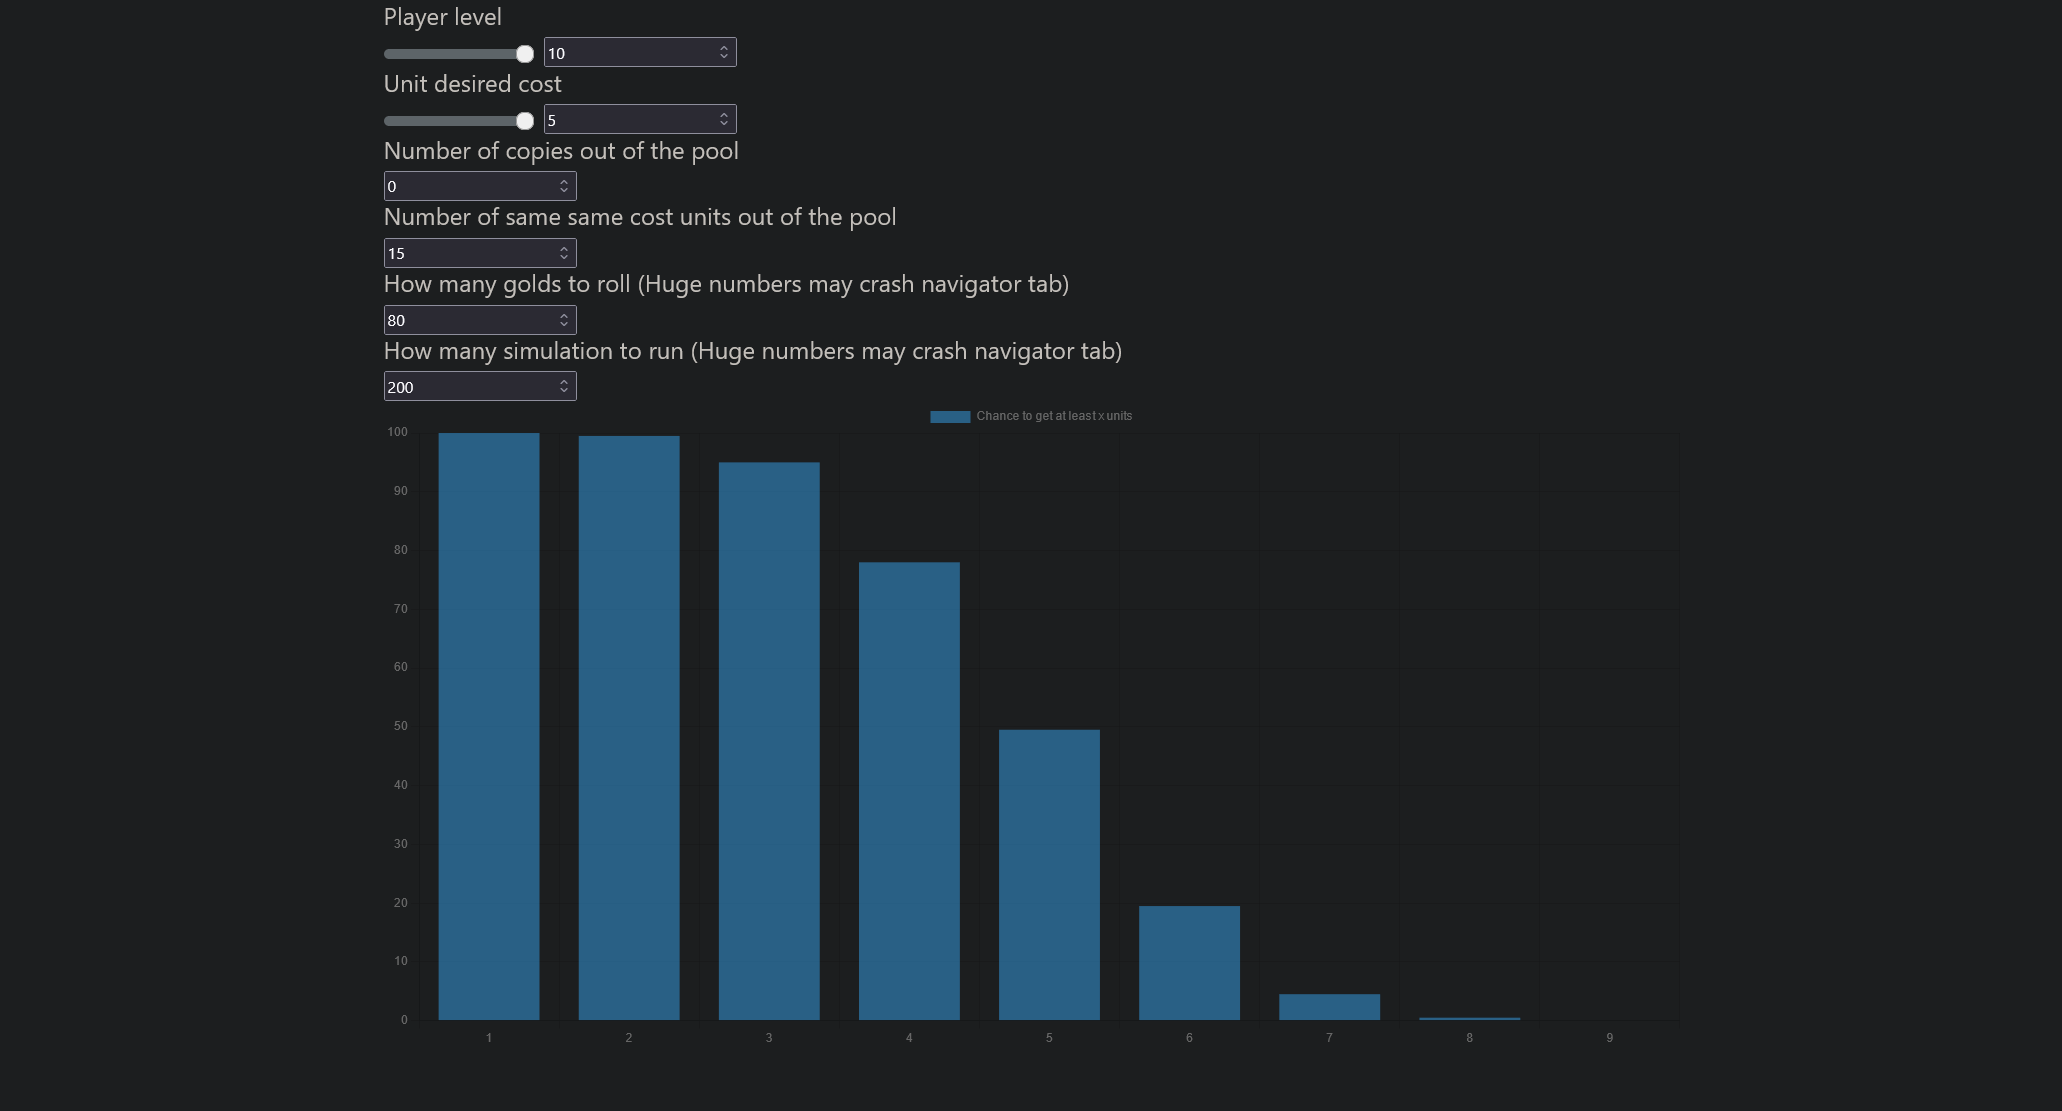 Player level
10
Unit desired cost
5
Number of copies out of the pool
0
Number of same same cost units out of the pool
15
How many golds to roll (Huge numbers may crash navigator tab)
80
How many simulation to run (Huge numbers may crash navigator tab)
200
Chance to get at least x units
100
90
80
70
60
50
40
30
20
10
0
1 2 3 4 5 6 7 8 9